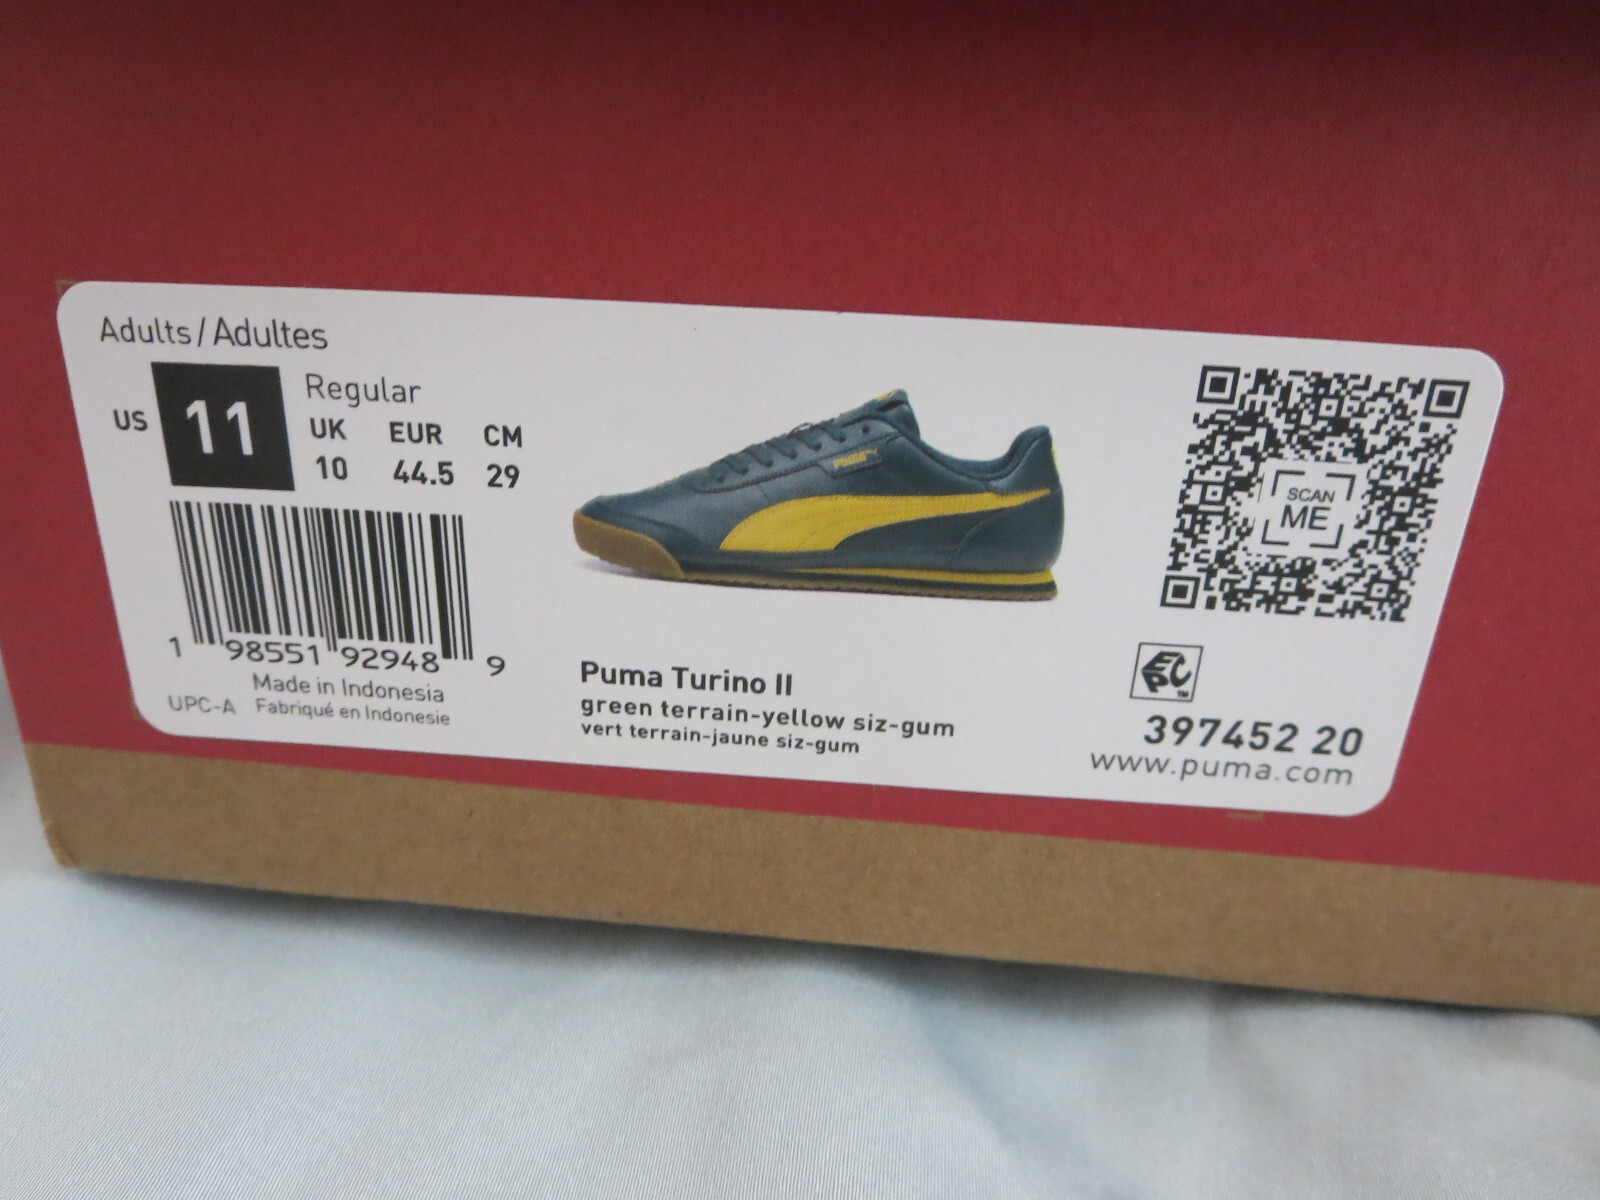 Adults/Adultes
US 11
Regular
UK EUR CM
10 44.5 29
1 98551 92948 9
UPC-A
Made in Indonesia
Fabriqué en Indonesie
PUMA
Puma Turino II
green terrain-yellow siz-gum
vert terrain-jaune siz-gum
SCAN
ME
EPC™
397452 20
www.puma.com